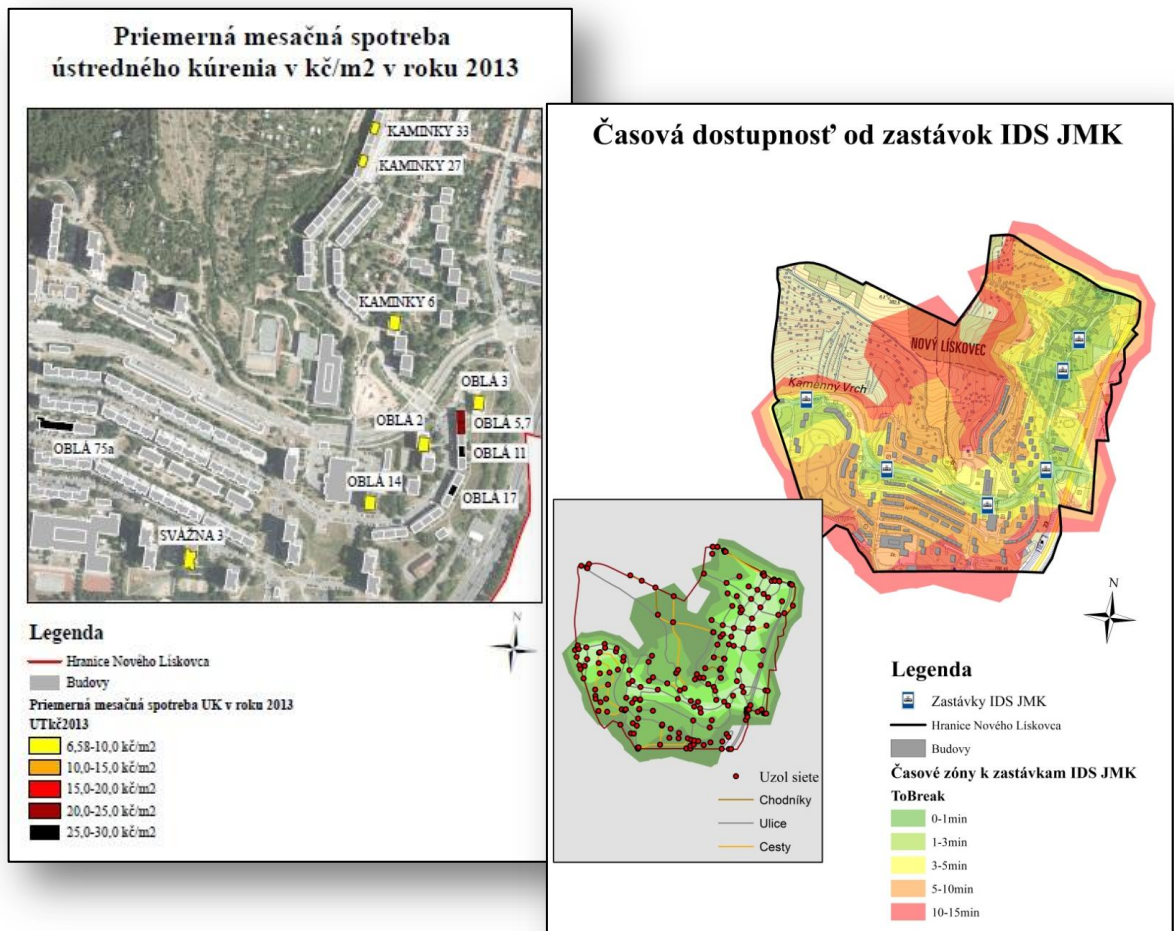 Priemerná mesačná spotreba
ústredného kúrenia v kč/m2 v roku 2013
KAMINKY 33
KAMINKY 27
KAMINKY 6
OBLÁ 3
OBLÁ 2
OBLÁ 5,7
OBLÁ 11
OBLÁ 75a
OBLÁ 14
OBLÁ 17
SVÁŽNA 3
N
Legenda
Hranice Nového Lískovca
Budovy
Priemerná mesačná spotreba UK v roku 2013
UTkč2013
6,58-10,0 kč/m2
10,0-15,0 kč/m2
15,0-20,0 kč/m2
20,0-25,0 kč/m2
25,0-30,0 kč/m2
Časová dostupnosť od zastávok IDS JMK
NOVÝ LÍSKOVEC
Kamenný Vrch
N
Uzol siete
Chodníky
Ulice
Cesty
Legenda
Zastávky IDS JMK
Hranice Nového Lískovca
Budovy
Časové zóny k zastávkam IDS JMK
ToBreak
0-1min
1-3min
3-5min
5-10min
10-15min